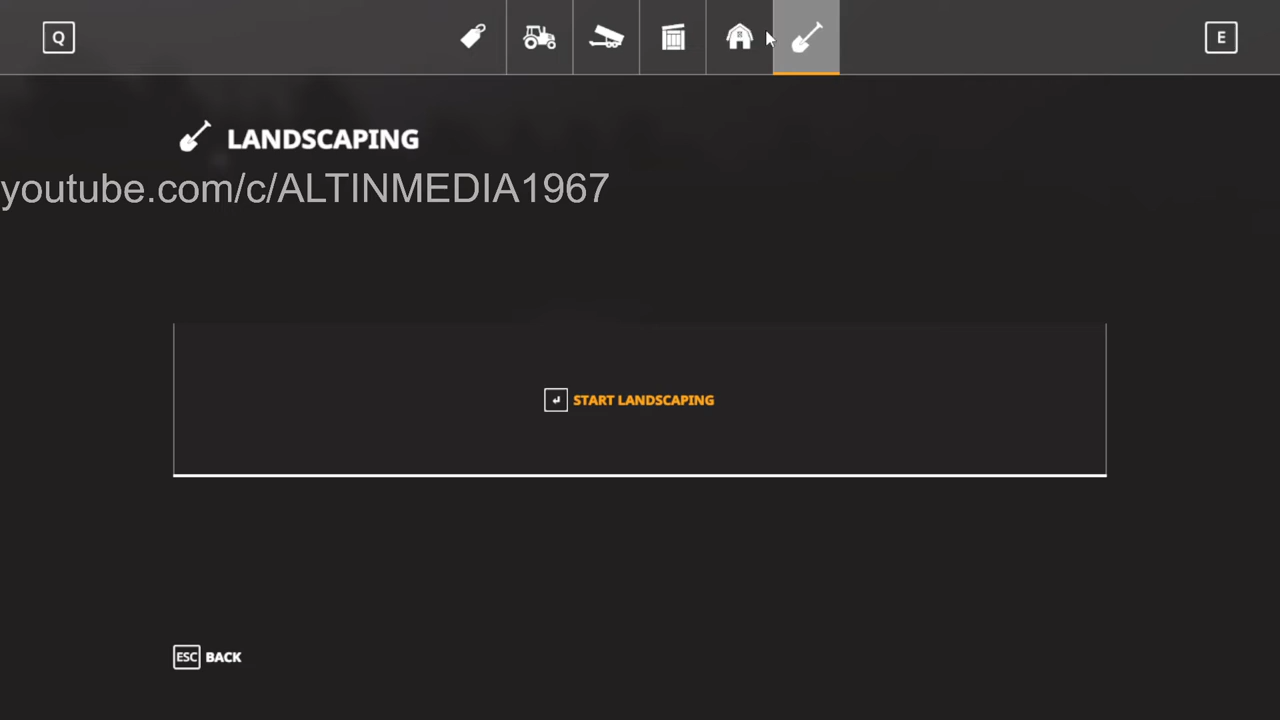 Q
E
LANDSCAPING
youtube.com/c/ALTINMEDIA1967
START LANDSCAPING
ESC BACK